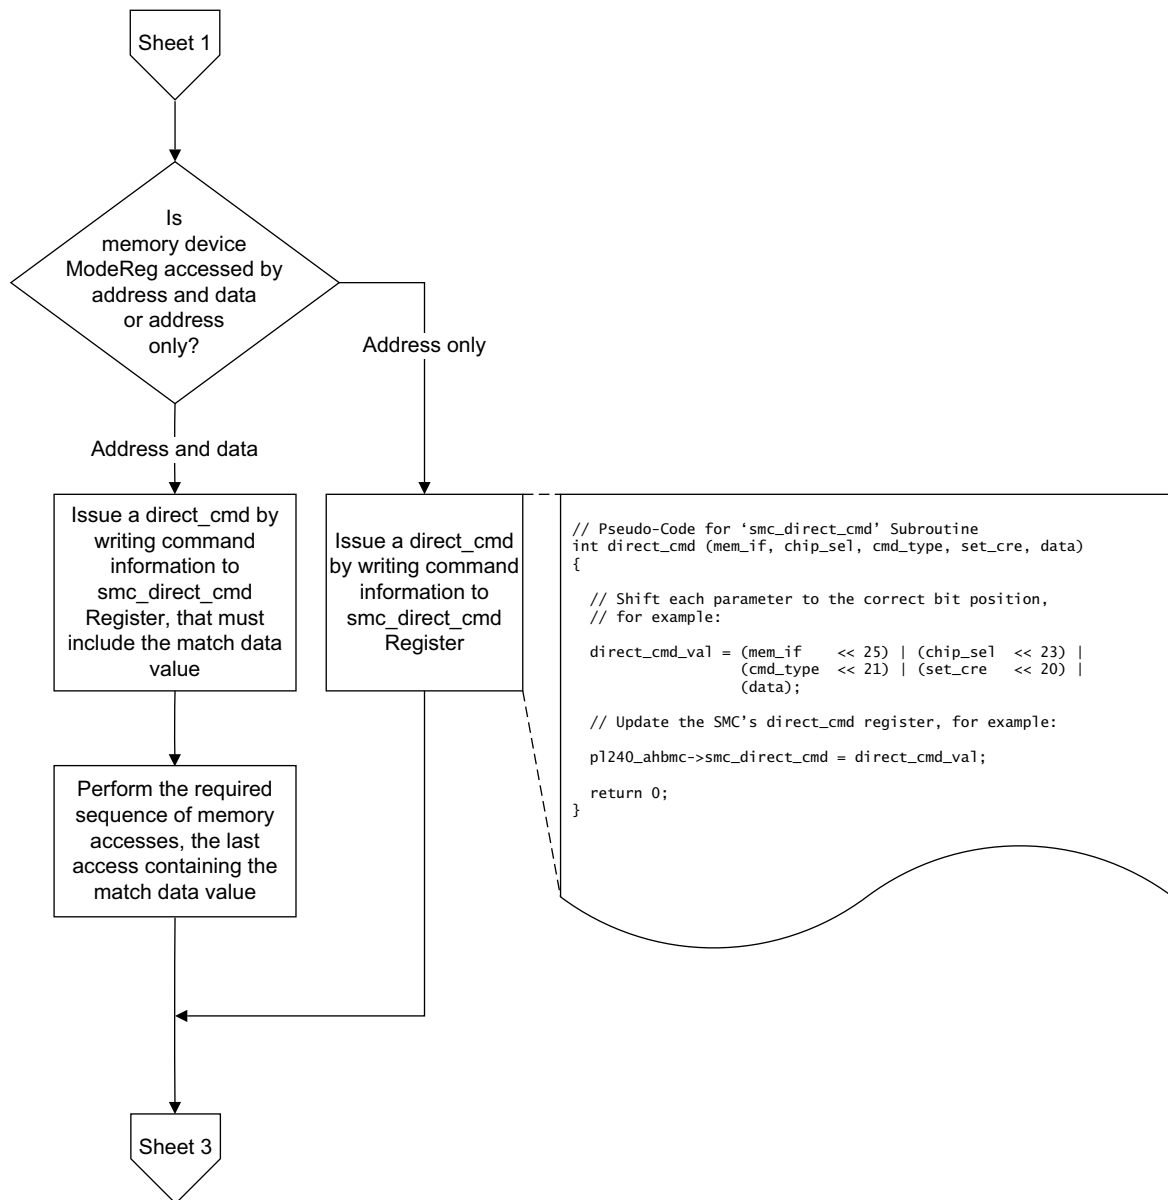 Sheet 1
Is
memory device
ModeReg accessed by
address and data
or address
only?
Address only
Address and data
Issue a direct_cmd by
writing command
information to
smc_direct_cmd
Register, that must
include the match data
value
Issue a direct_cmd
by writing command
information to
smc_direct_cmd
Register
// Pseudo-Code for ‘smc_direct_cmd’ Subroutine
int direct_cmd (mem_if, chip_sel, cmd_type, set_cre, data)
{
// Shift each parameter to the correct bit position,
// for example:
direct_cmd_val = (mem_if << 25) | (chip_sel << 23) |
(cmd_type << 21) | (set_cre << 20) |
(data);
// Update the SMC’s direct_cmd register, for example:
pl240_ahbmc->smc_direct_cmd = direct_cmd_val;
return 0;
}
Perform the required
sequence of memory
accesses, the last
access containing the
match data value
Sheet 3